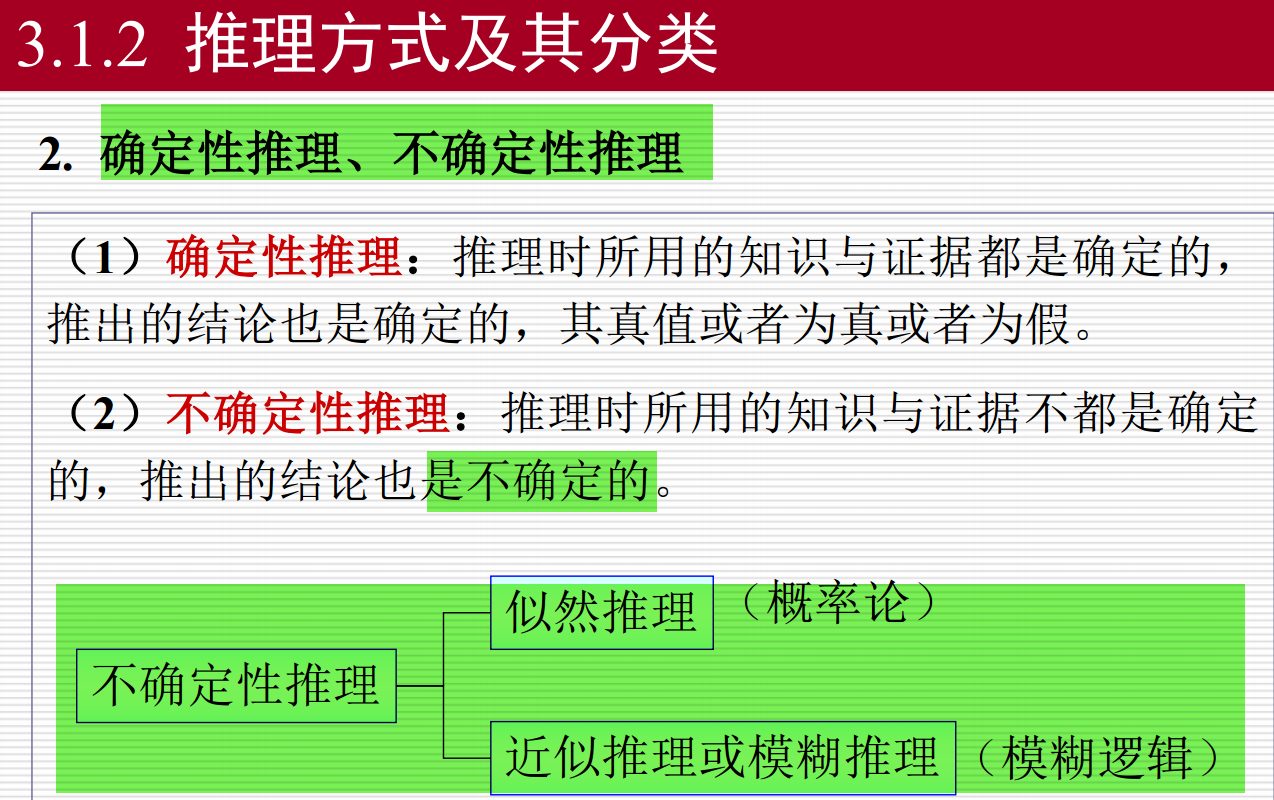 3.1.2 推理方式及其分类
2. 确定性推理、不确定性推理
（1）确定性推理：推理时所用的知识与证据都是确定的，
推出的结论也是确定的，其真值或者为真或者为假。
（2）不确定性推理：推理时所用的知识与证据不都是确定
的，推出的结论也是不确定的。
似然推理（概率论）
不确定性推理
近似推理或模糊推理（模糊逻辑）